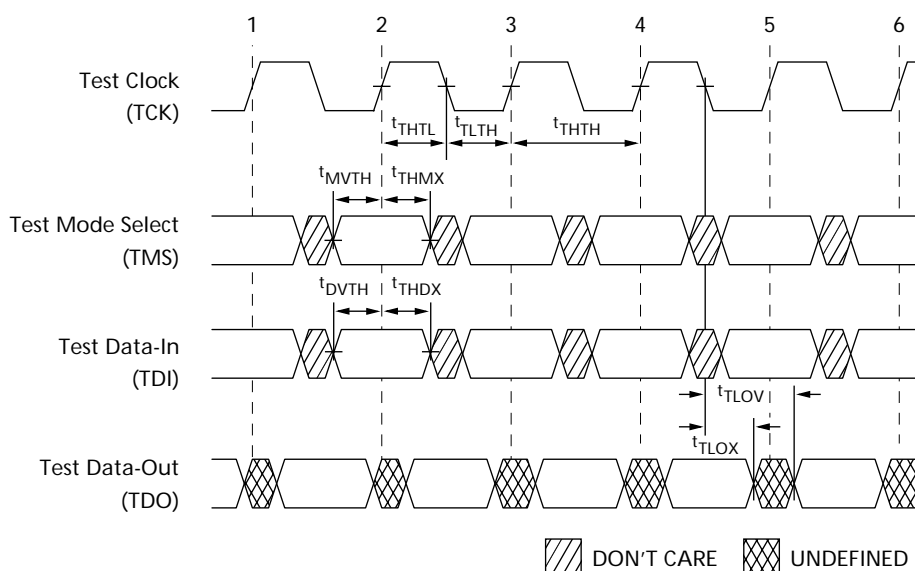 1 2 3 4 5 6
Test Clock
(TCK)
tTHTL tTLTH tTHTH
tMVTH tTHMX
Test Mode Select
(TMS)
tDVTH tTHDX
Test Data-In
(TDI)
tTLOV
tTLOX
Test Data-Out
(TDO)
DON'T CARE UNDEFINED